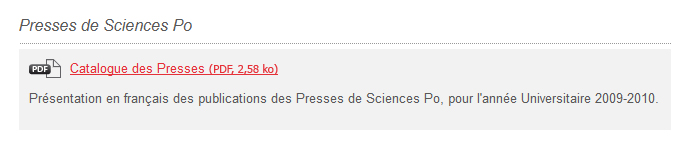 Presses de Sciences Po
PDF Catalogue des Presses (PDF, 2,58 ko)
Présentation en français des publications des Presses de Sciences Po, pour l'année Universitaire 2009-2010.